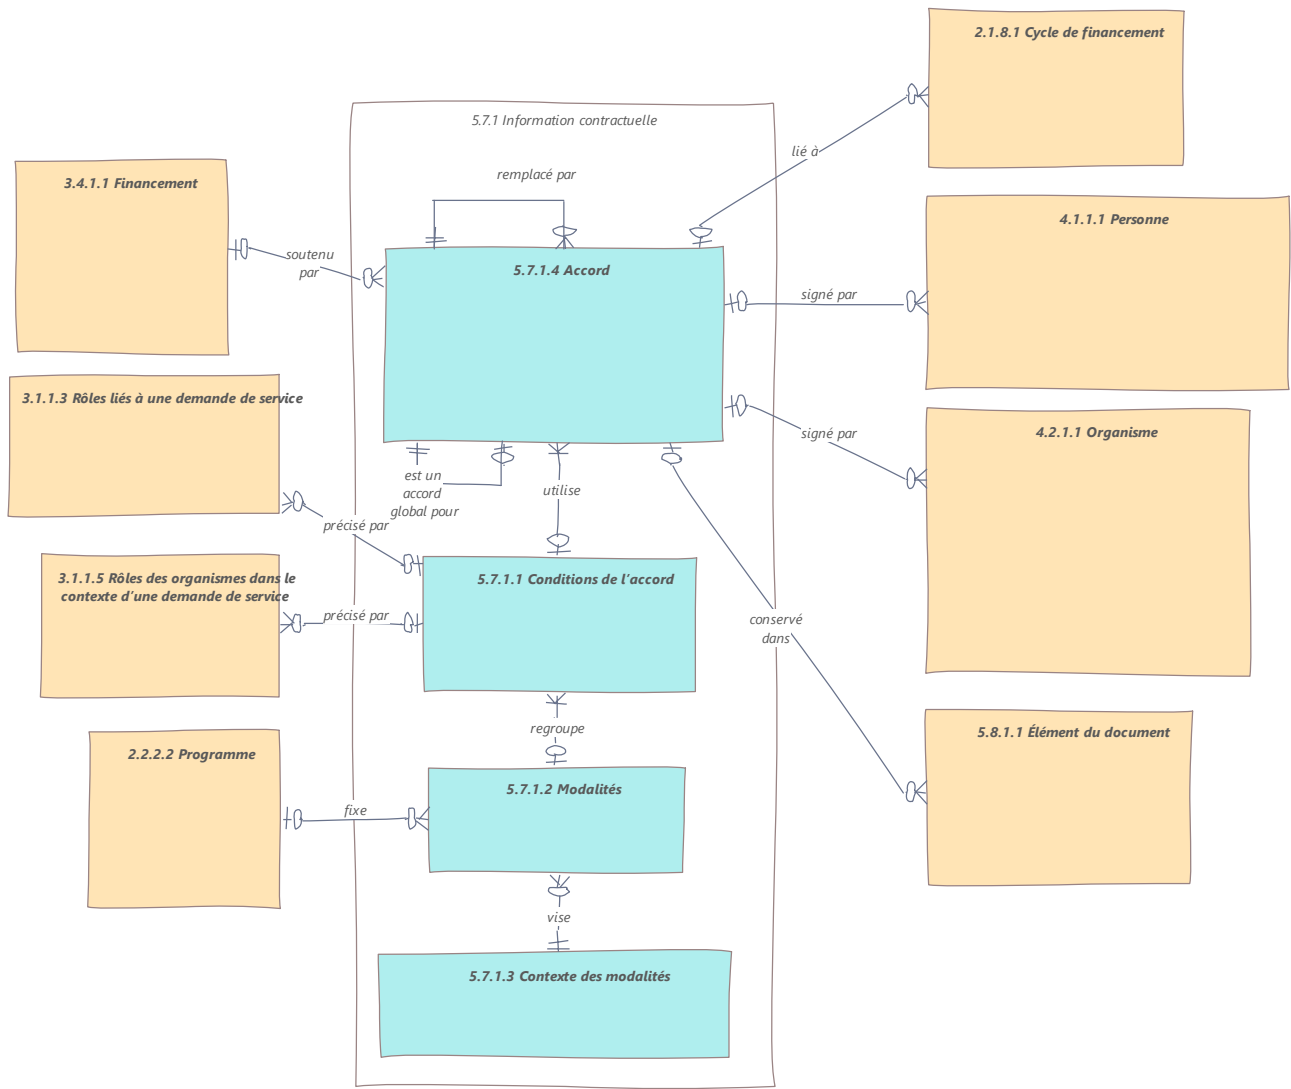 2.1.8.1 Cycle de financement
5.7.1 Information contractuelle
lié à
remplacé par
3.4.1.1 Financement
4.1.1.1 Personne
soutenu
par
5.7.1.4 Accord
signé par
3.1.1.3 Rôles liés à une demande de service
4.2.1.1 Organisme
signé par
est un
accord
global pour
utilise
précisé par
3.1.1.5 Rôles des organismes dans le
contexte d'une demande de service
5.7.1.1 Conditions de l'accord
précisé par
conservé
dans
regroupe
5.8.1.1 Élément du document
2.2.2.2 Programme
5.7.1.2 Modalités
fixe
vise
5.7.1.3 Contexte des modalités